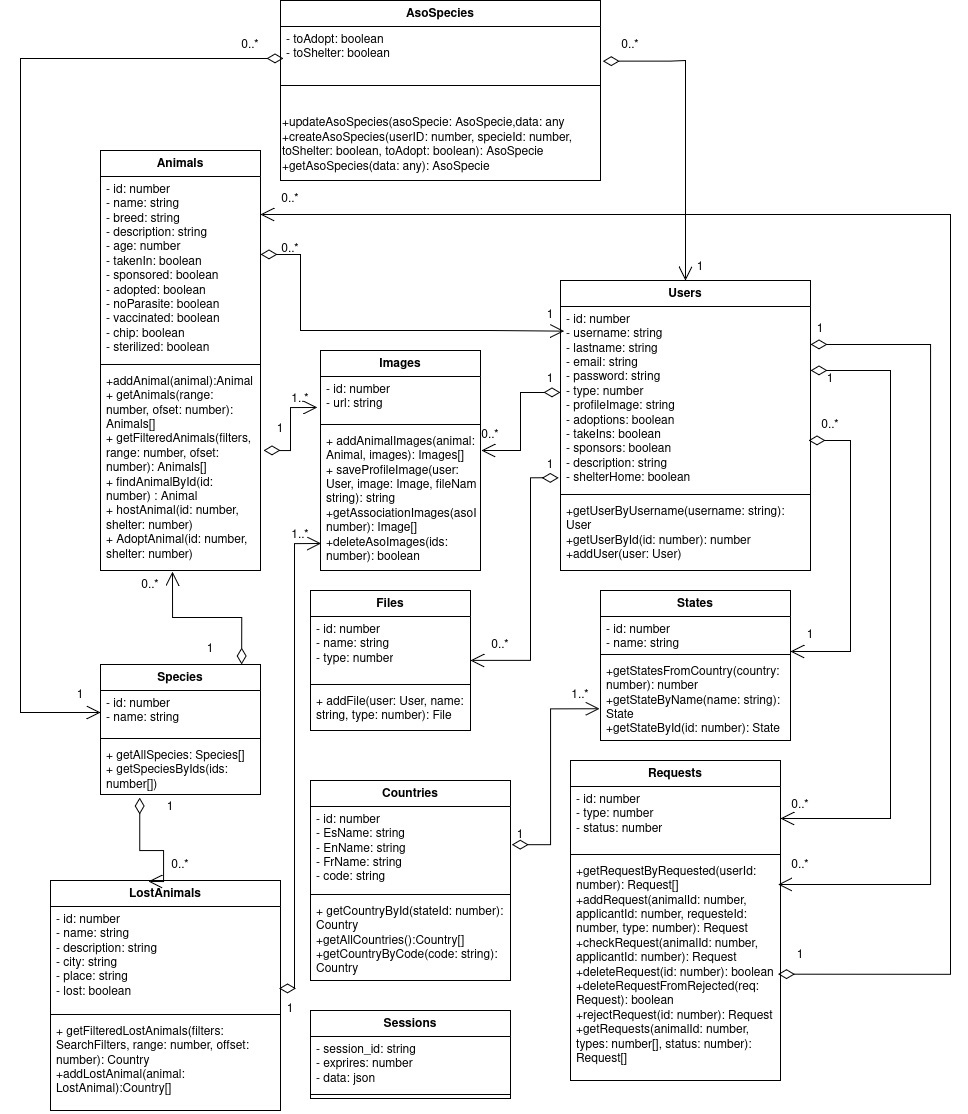 AsoSpecies
- toAdopt: boolean
- toShelter: boolean
+updateAsoSpecies(asoSpecie: AsoSpecie,data: any
+createAsoSpecies(userID: number, specieId: number,
toShelter: boolean, toAdopt: boolean): AsoSpecie
+getAsoSpecies(data: any): AsoSpecie
0..*
0..*
Animals
- id: number
- name: string
- breed: string
- description: string
- age: number
- takenIn: boolean
- sponsored: boolean
- adopted: boolean
- noParasite: boolean
- vaccinated: boolean
- chip: boolean
- sterilized: boolean
+addAnimal(animal):Animal
+ getAnimals(range:
number, ofset: number):
Animals[]
+ getFilteredAnimals(filters,
range: number, ofset:
number): Animals[]
+ findAnimalById(id:
number) : Animal
+ hostAnimal(id: number,
shelter: number)
+ AdoptAnimal(id: number,
shelter: number)
0..*
0..*
1
1
Users
- id: number
- username: string
- lastname: string
- email: string
- password: string
- type: number
- profileImage: string
- adoptions: boolean
- takeIns: boolean
- sponsors: boolean
- description: string
- shelterHome: boolean
+getUserByUsername(username: string):
User
+getUserById(id: number): number
+addUser(user: User)
1
1
0..*
1
1
Images
- id: number
- url: string
+ addAnimalImages(animal:
Animal, images): Images[]
+ saveProfileImage(user:
User, image: Image, fileNam
string): string
+getAssociationImages(asoI
number): Image[]
+deleteAsoImages(ids:
number): boolean
1..*
1
0..*
1..*
Files
- id: number
- name: string
- type: number
+ addFile(user: User, name:
string, type: number): File
0..*
States
- id: number
- name: string
+getStatesFromCountry(country:
number): number
+getStateByName(name: string):
State
+getStateById(id: number): State
1
1..*
0..*
1
Species
- id: number
- name: string
+ getAllSpecies: Species[]
+ getSpeciesByIds(ids:
number[])
1
1
0..*
Countries
- id: number
- EsName: string
- EnName: string
- FrName: string
- code: string
+ getCountryById(stateId: number):
Country
+getAllCountries():Country[]
+getCountryByCode(code: string):
Country
1
Requests
- id: number
- type: number
- status: number
+getRequestByRequested(userId:
number): Request[]
+addRequest(animalId: number,
applicantId: number, requesteId:
number, type: number): Request
+checkRequest(animalId: number,
applicantId: number): Request
+deleteRequest(id: number): boolean
+deleteRequestFromRejected(req:
Request): boolean
+rejectRequest(id: number): Request
+getRequests(animalId: number,
types: number[], status: number):
Request[]
0..*
0..*
1
LostAnimals
- id: number
- name: string
- description: string
- city: string
- place: string
- lost: boolean
+ getFilteredLostAnimals(filters:
SearchFilters, range: number, offset:
number): Country
+addLostAnimal(animal:
LostAnimal):Country[]
1
Sessions
- session_id: string
- exprires: number
- data: json